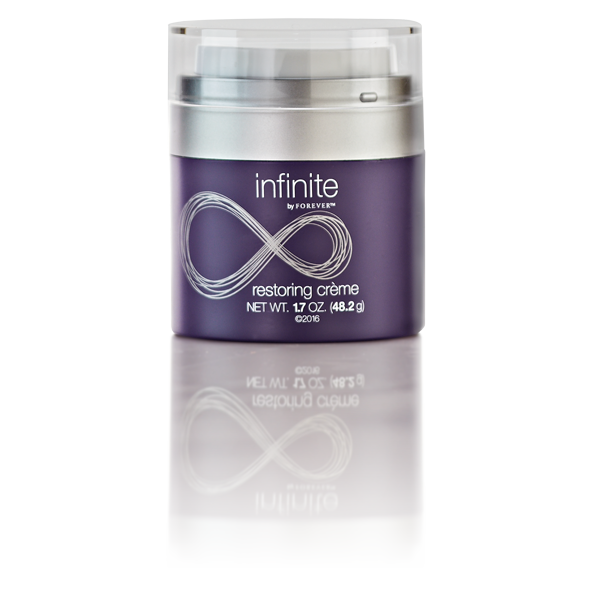 infinite
by FOREVER™
restoring crème
NET WT. 1.7 OZ. (48.2 g)
©2016